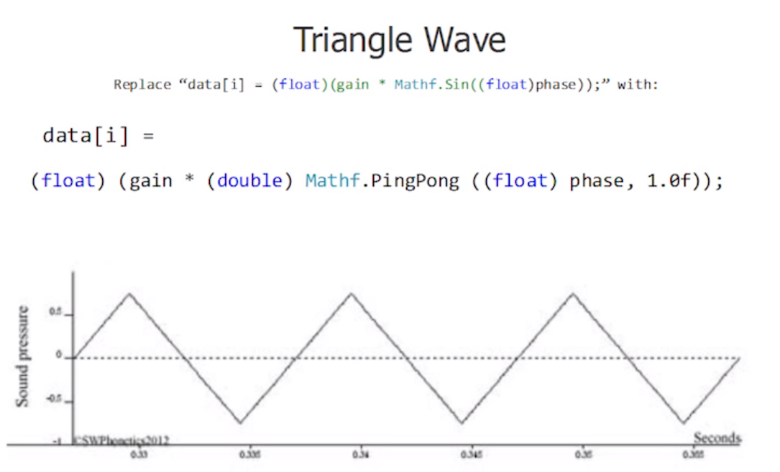 Triangle Wave
Replace “data[i] = (float)(gain * Mathf.Sin((float)phase));” with:
data[i] =
(float) (gain * (double) Mathf.PingPong ((float) phase, 1.0f));
Sound pressure
0.5
0
-0.5
-1
©SWPhonetics2012
Seconds
0.33
0.335
0.34
0.345
0.35
0.355